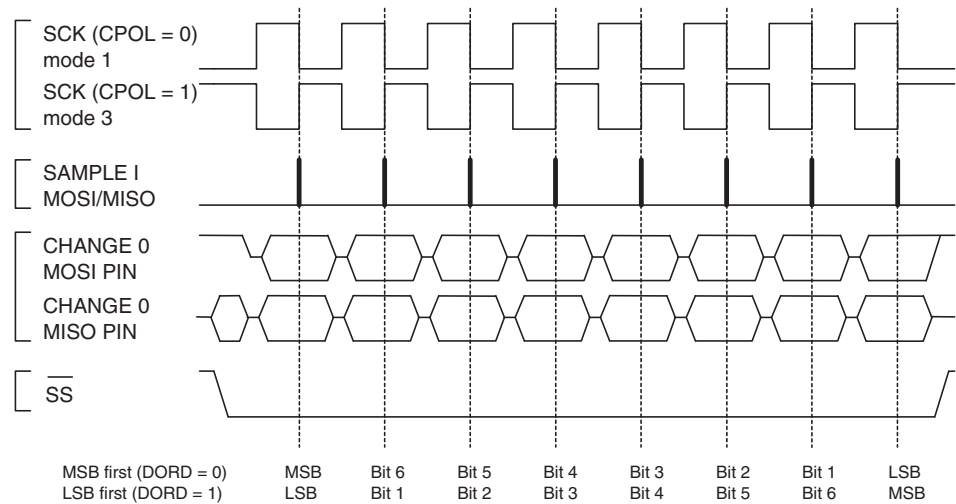 SCK (CPOL = 0)
mode 1
SCK (CPOL = 1)
mode 3
SAMPLE I
MOSI/MISO
CHANGE 0
MOSI PIN
CHANGE 0
MISO PIN
SS
MSB first (DORD = 0) MSB Bit 6 Bit 5 Bit 4 Bit 3 Bit 2 Bit 1 LSB
LSB first (DORD = 1) LSB Bit 1 Bit 2 Bit 3 Bit 4 Bit 5 Bit 6 MSB